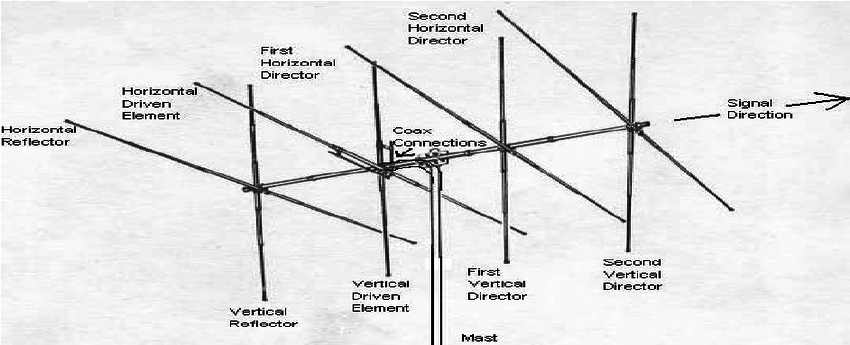 Second
Horizontal
Director
First
Horizontal
Director
Horizontal
Driven
Element
Horizontal
Reflector
Coax
Connections
Signal
Direction
Vertical
Reflector
Vertical
Driven
Element
First
Vertical
Director
Second
Vertical
Director
Mast